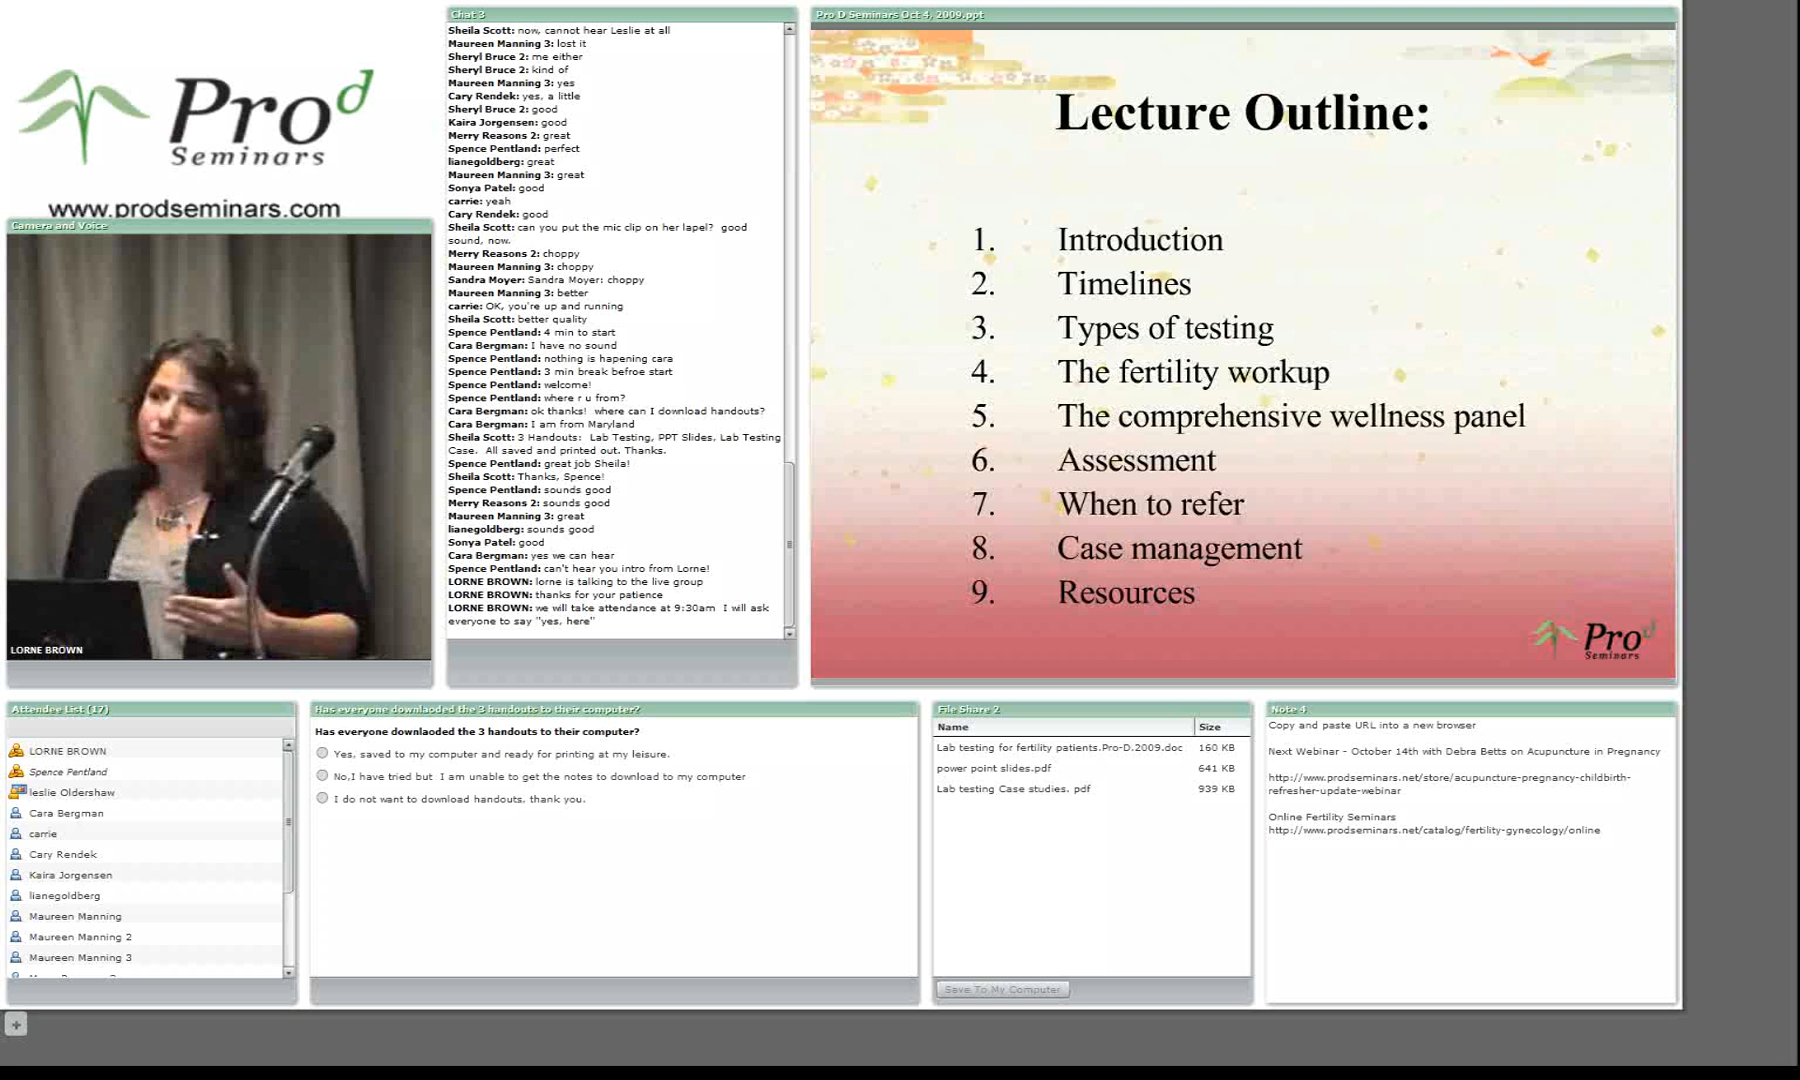 Pro d
Seminars
www.prodseminars.com
Camera and Voice
LORNE BROWN
Chat 3
Sheila Scott: now, cannot hear Leslie at all
Maureen Manning 3: lost it
Sheryl Bruce 2: me either
Sheryl Bruce 2: kind of
Maureen Manning 3: yes
Cary Rendek: yes, a little
Sheryl Bruce 2: good
Kaira Jorgensen: good
Merry Reasons 2: great
Spence Pentland: perfect
lianegoldberg: great
Maureen Manning 3: great
Sonya Patel: good
carrie: yeah
Cary Rendek: good
Sheila Scott: can you put the mic clip on her lapel?  good
sound, now.
Merry Reasons 2: choppy
Maureen Manning 3: choppy
Sandra Moyer: Sandra Moyer: choppy
Maureen Manning 3: better
carrie: OK, you're up and running
Sheila Scott: better quality
Spence Pentland: 4 min to start
Cara Bergman: I have no sound
Spence Pentland: nothing is hapening cara
Spence Pentland: 3 min break befroe start
Spence Pentland: welcome!
Spence Pentland: where r u from?
Cara Bergman: ok thanks!  where can I download handouts?
Cara Bergman: I am from Maryland
Sheila Scott: 3 Handouts:  Lab Testing, PPT Slides, Lab Testing
Case.  All saved and printed out. Thanks.
Spence Pentland: great job Sheila!
Sheila Scott: Thanks, Spence!
Spence Pentland: sounds good
Merry Reasons 2: sounds good
Maureen Manning 3: great
lianegoldberg: sounds good
Sonya Patel: good
Cara Bergman: yes we can hear
Spence Pentland: can't hear you intro from Lorne!
LORNE BROWN: lorne is talking to the live group
LORNE BROWN: thanks for your patience
LORNE BROWN: we will take attendance at 9:30am  I will ask
everyone to say "yes, here"
Pro D Seminars Oct 4, 2009.ppt
Lecture Outline:
1. Introduction
2. Timelines
3. Types of testing
4. The fertility workup
5. The comprehensive wellness panel
6. Assessment
7. When to refer
8. Case management
9. Resources
Pro d
Seminars
Attendee List (17)
LORNE BROWN
Spence Pentland
leslie Oldershaw
Cara Bergman
carrie
Cary Rendek
Kaira Jorgensen
lianegoldberg
Maureen Manning
Maureen Manning 2
Maureen Manning 3
Has everyone downlaoded the 3 handouts to their computer?
Has everyone downlaoded the 3 handouts to their computer?
Yes, saved to my computer and ready for printing at my leisure.
No,I have tried but  I am unable to get the notes to download to my computer
I do not want to download handouts, thank you.
File Share 2
Name Size
Lab testing for fertility patients.Pro-D.2009.doc 160 KB
power point slides.pdf 641 KB
Lab testing Case studies. pdf 939 KB
Save To My Computer
Note 4
Copy and paste URL into a new browser
Next Webinar - October 14th with Debra Betts on Acupuncture in Pregnancy
http://www.prodseminars.net/store/acupuncture-pregnancy-childbirth-
refresher-update-webinar
Online Fertility Seminars
http://www.prodseminars.net/catalog/fertility-gynecology/online